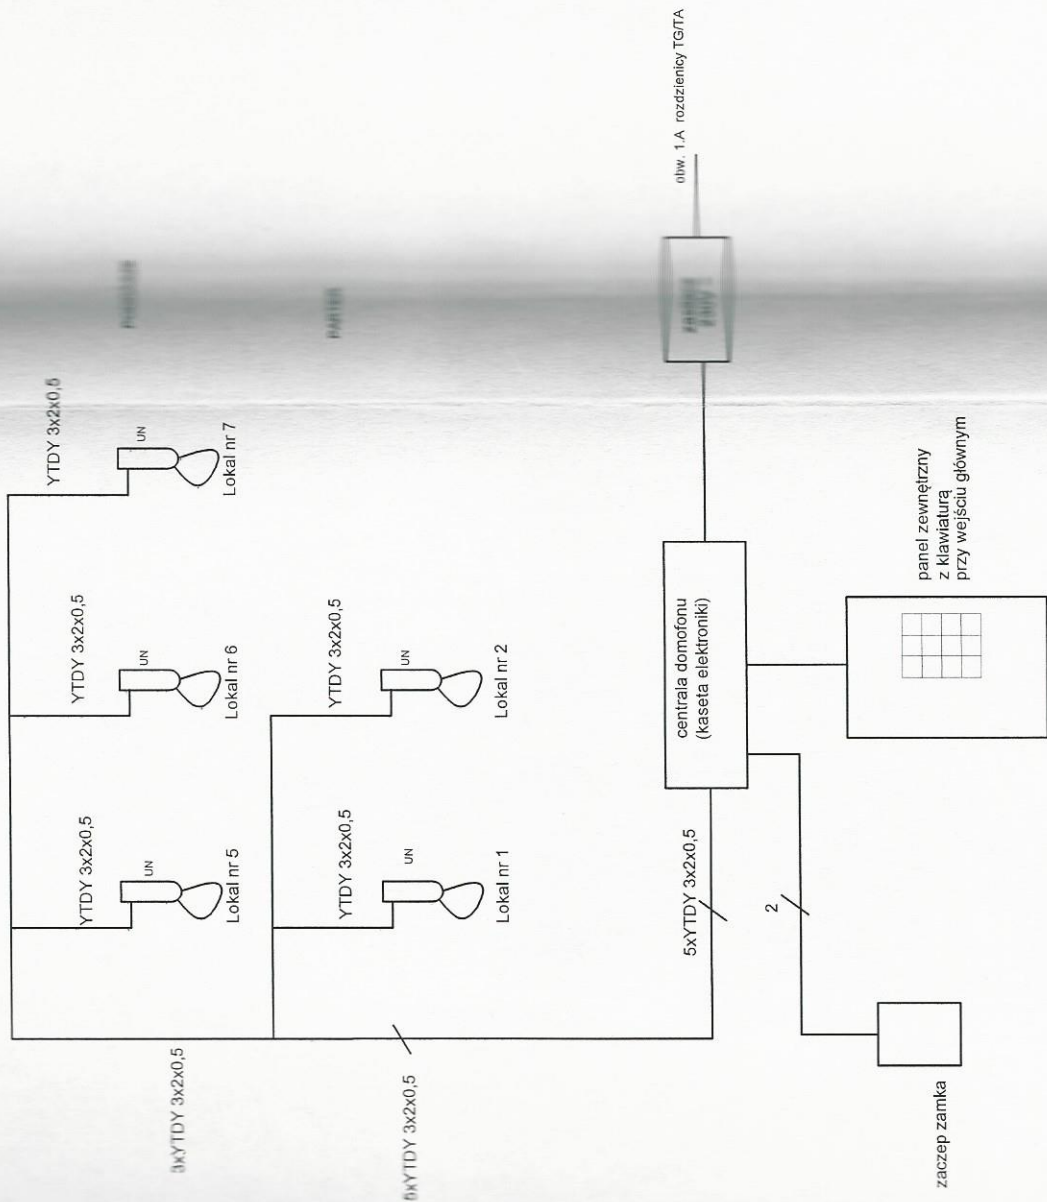 YTDY 3x2x0,5
YTDY 3x2x0,5
YTDY 3x2x0,5
UN
UN
UN
Lokal nr 5
Lokal nr 6
Lokal nr 7
3xYTDY 3x2x0,5
YTDY 3x2x0,5
YTDY 3x2x0,5
PARTER
UN
UN
Lokal nr 1
Lokal nr 2
5xYTDY 3x2x0,5
5xYTDY 3x2x0,5
centrala domofonu
(kaseta elektroniki)
obw. 1.A rozdzienicy TG/TA
2
panel zewnętrzny
z klawiaturą
przy wejściu głównym
zaczep zamka